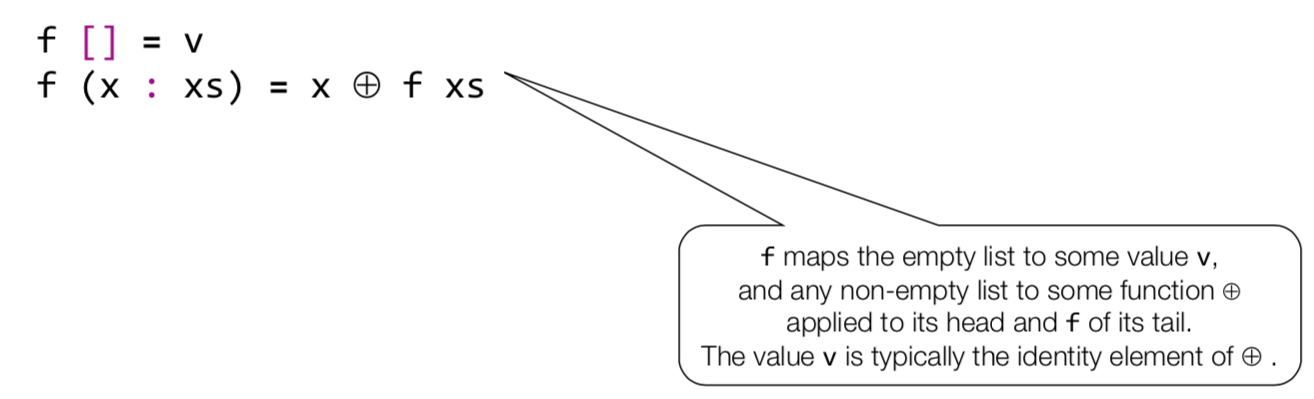 f [] = v
f (x : xs) = x ⊕ f xs
f maps the empty list to some value v,
and any non-empty list to some function ⊕
applied to its head and f of its tail.
The value v is typically the identity element of ⊕ .